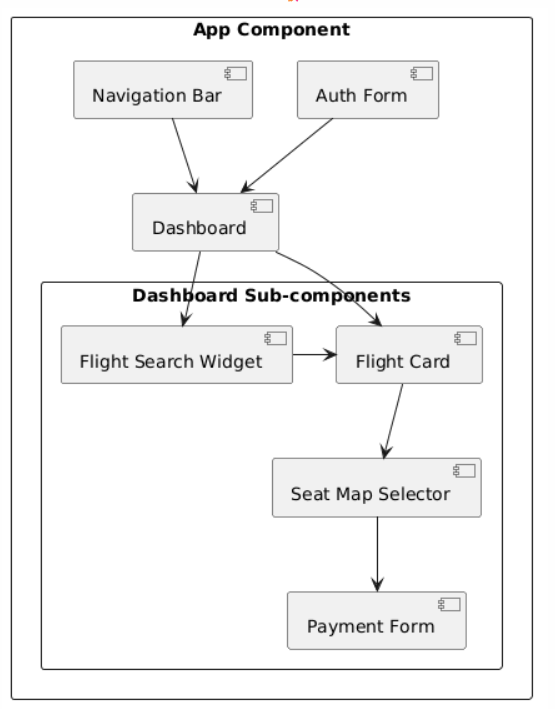 App Component
Navigation Bar
Auth Form
Dashboard
Dashboard Sub-components
Flight Search Widget
Flight Card
Seat Map Selector
Payment Form